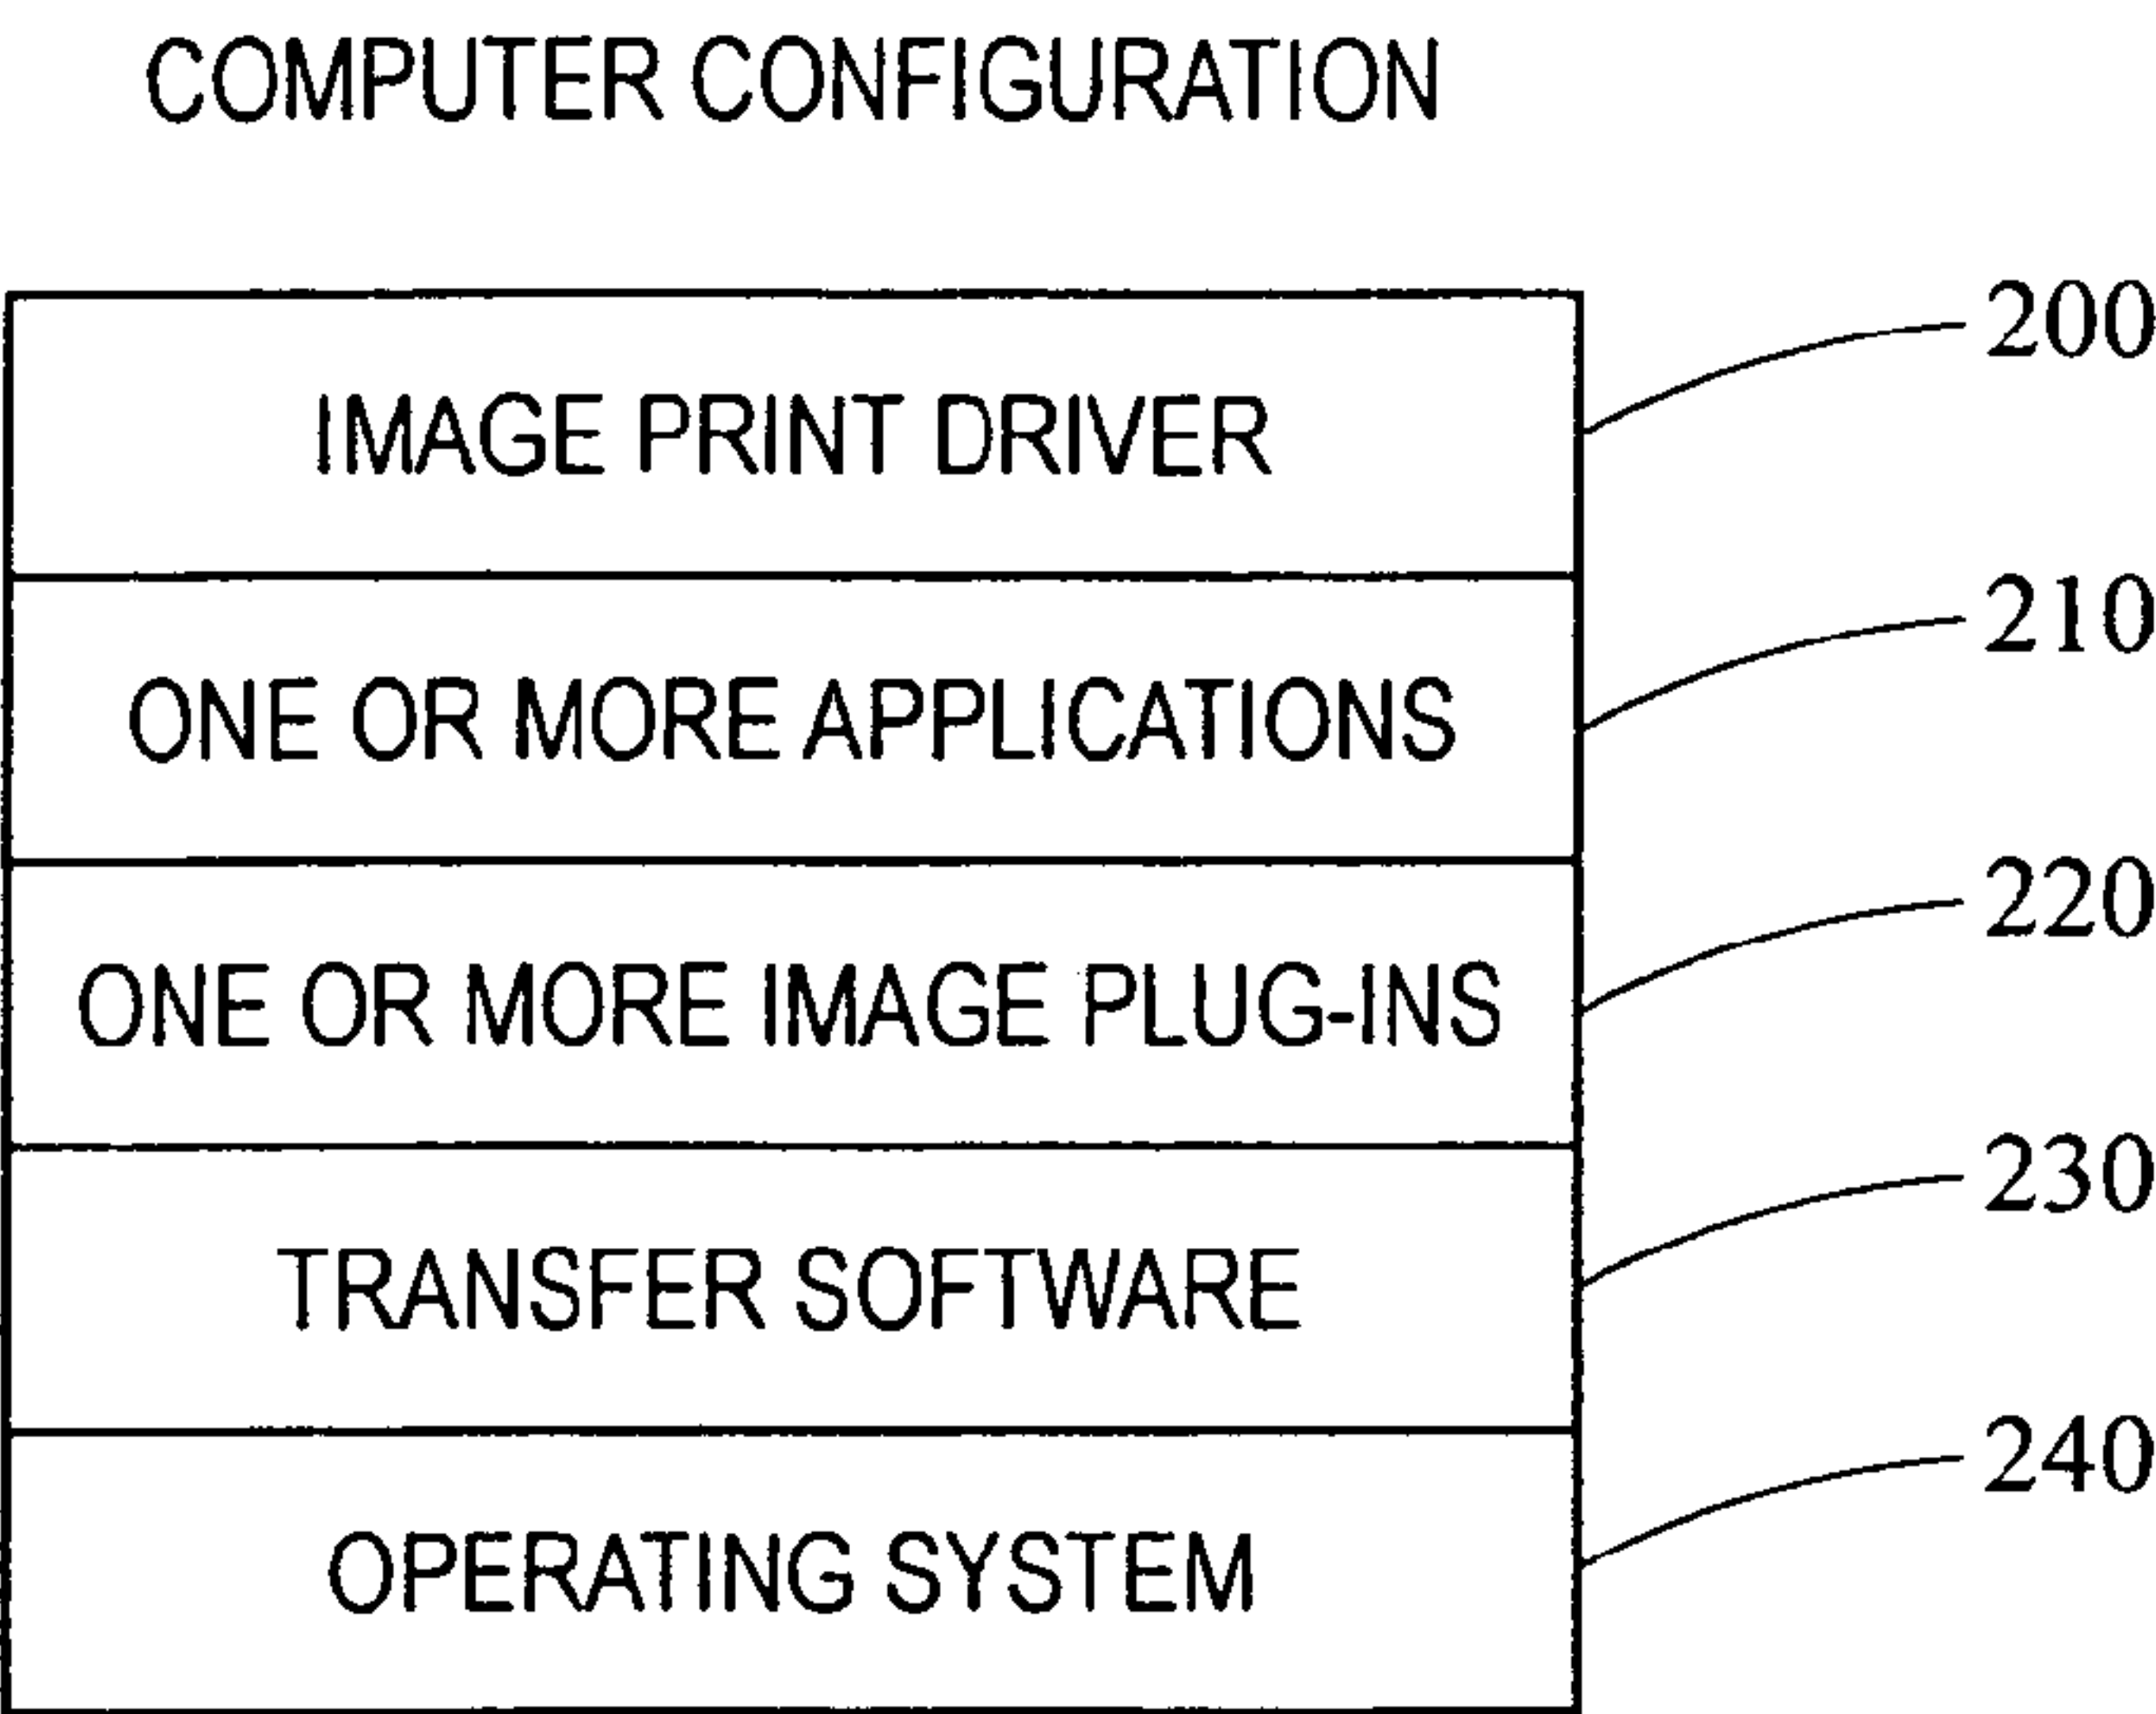 COMPUTER CONFIGURATION
IMAGE PRINT DRIVER
200
ONE OR MORE APPLICATIONS
210
ONE OR MORE IMAGE PLUG-INS
220
TRANSFER SOFTWARE
230
OPERATING SYSTEM
240